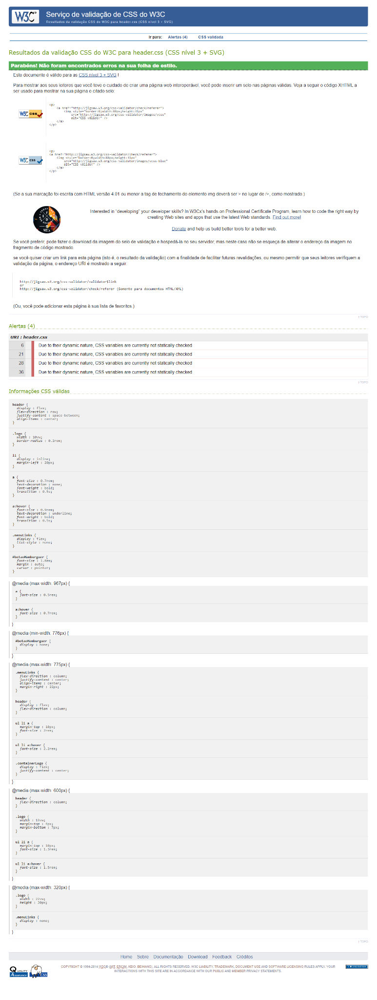 W3C®
Serviço de validação de CSS do W3C
Resultados da validação CSS do W3C para header.css (CSS nível 3 + SVG)
Ir para: Alertas (4) CSS validada
Resultados da validação CSS do W3C para header.css (CSS nível 3 + SVG)
Parabéns! Não foram encontrados erros na sua folha de estilo.
Este documento é válido para as CSS nível 3 + SVG !
Para mostrar aos seus leitores que você teve o cuidado de criar uma página web interoperável, você pode inserir um selo nas páginas válidas. Veja a seguir o código XHTML a
ser usado para mostrar na sua página o citado selo:
W3C css
<p>
<a href="http://jigsaw.w3.org/css-validator/check/referer">
<img style="border:0;width:88px;height:31px"
src="http://jigsaw.w3.org/css-validator/images/vcss"
alt="CSS válido!" />
</a>
</p>
W3C css
<p>
<a href="http://jigsaw.w3.org/css-validator/check/referer">
<img style="border:0;width:88px;height:31px"
src="http://jigsaw.w3.org/css-validator/images/vcss-blue"
alt="CSS válido!" />
</a>
</p>
(Se a sua marcação foi escrita com HTML versão 4.01 ou menor a tag de fechamento do elemento img deverá ser > no lugar de />, como mostrado.)
W3Cx
Interested in "developing" your developer skills? In W3Cx's hands-on Professional Certificate Program, learn how to code the right way by
creating Web sites and apps that use the latest Web standards. Find out more!
Donate and help us build better tools for a better web.
Se você preferir, pode fazer o download da imagem do selo de validação e hospedá-la no seu servidor, mas neste caso não se esqueça de alterar o endereço da imagem no
fragmento de código mostrado.
se você quiser criar um link para esta página (isto é, o resultado da validação) com a finalidade de facilitar futuras revalidações, ou mesmo permitir que seus leitores verifiquem a
validação da página, o endereço URI é mostrado a seguir:
http://jigsaw.w3.org/css-validator/validator$link
or
http://jigsaw.w3.org/css-validator/check/referer (Somente para documentos HTML/XML)
(Ou, você pode adicionar esta página à sua lista de favoritos.)
↑ TOPO
Alertas (4)
URI : header.css
6 Due to their dynamic nature, CSS variables are currently not statically checked
21 Due to their dynamic nature, CSS variables are currently not statically checked
28 Due to their dynamic nature, CSS variables are currently not statically checked
36 Due to their dynamic nature, CSS variables are currently not statically checked
↑ TOPO
Informações CSS válidas
header {
display : flex;
flex-direction : row;
justify-content : space-between;
align-items : center;
}
.logo {
width : 10vw;
border-radius : 0.2rem;
}
li {
display : inline;
margin-left : 20px;
}
a {
font-size : 0.7rem;
text-decoration : none;
font-weight : bold;
transition : 0.5s;
}
a:hover {
font-size : 0.9rem;
text-decoration : underline;
font-weight : bold;
transition : 0.5s;
}
.menuLinks {
display : flex;
list-style : none;
}
#botaoHamburguer {
font-size : 1.8em;
margin : auto;
cursor : pointer;
}
@media (max-width: 967px) {
a {
font-size : 0.5rem;
}
a:hover {
font-size : 0.7rem;
}
}
@media (min-width: 776px) {
#botaoHamburguer {
display : none;
}
}
@media (max-width: 775px) {
.menuLinks {
flex-direction : column;
justify-content : center;
align-items : center;
margin-right : 22px;
}
header {
display : flex;
flex-direction : column;
}
ul li a {
margin-top : 10px;
font-size : 2rem;
}
ul li a:hover {
font-size : 2.2rem;
}
.containerLogo {
display : flex;
justify-content : center;
}
}
@media (max-width: 600px) {
header {
flex-direction : column;
}
.logo {
width : 13vw;
margin-top : 4px;
margin-bottom : 7px;
}
ul li a {
margin-top : 10px;
font-size : 1.3rem;
}
ul li a:hover {
font-size : 1.5rem;
}
}
@media (max-width: 320px) {
.logo {
width : 22vw;
height : 30px;
}
.menuLinks {
display : none;
}
}
↑ TOPO
Home Sobre Documentação Download Feedback Créditos
QUALITY Assurance CSS
COPYRIGHT © 1994-2014 W3C® (MIT, ERCIM, KEIO, BEIHANG), ALL RIGHTS RESERVED. W3C LIABILITY, TRADEMARK, DOCUMENT USE AND SOFTWARE LICENSING RULES APPLY. YOUR
INTERACTIONS WITH THIS SITE ARE IN ACCORDANCE WITH OUR PUBLIC AND MEMBER PRIVACY STATEMENTS.
I ♥ VALIDATOR